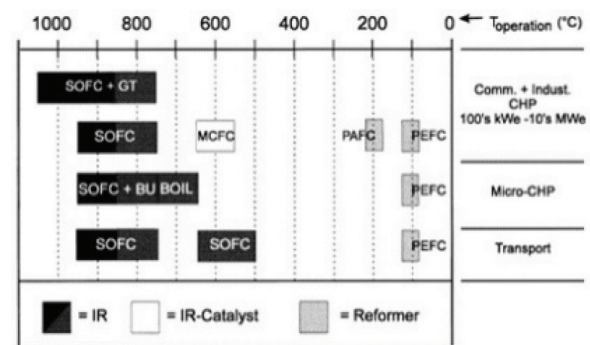 1000 800 600 400 200 0 ← Toperation (°C)
SOFC + GT
Comm. + Indust.
CHP
100's kWe -10's MWe
SOFC MCFC PAFC PEFC
SOFC + BU BOIL PEFC Micro-CHP
SOFC SOFC PEFC Transport
= IR = IR-Catalyst = Reformer